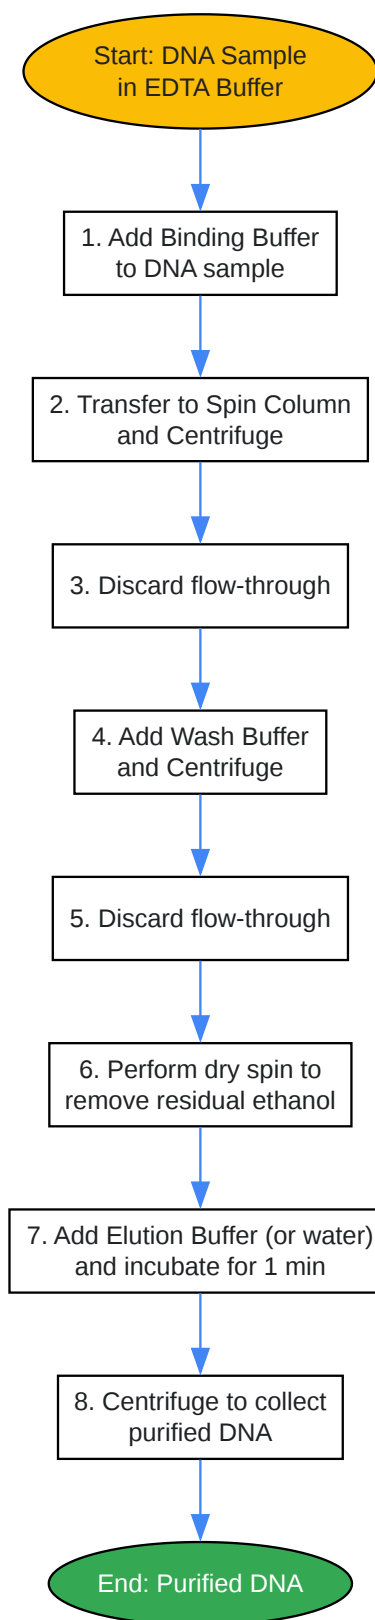 Start: DNA Sample
in EDTA Buffer
1. Add Binding Buffer
to DNA sample
2. Transfer to Spin Column
and Centrifuge
3. Discard flow-through
4. Add Wash Buffer
and Centrifuge
5. Discard flow-through
6. Perform dry spin to
remove residual ethanol
7. Add Elution Buffer (or water)
and incubate for 1 min
8. Centrifuge to collect
purified DNA
End: Purified DNA